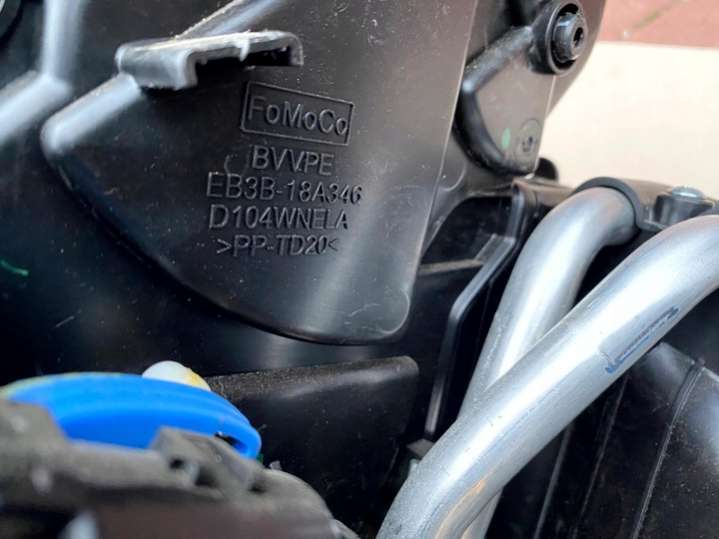 FoMoCo
BVVPE
EB3B-18A346
D104WNELA
>PP-TD20<